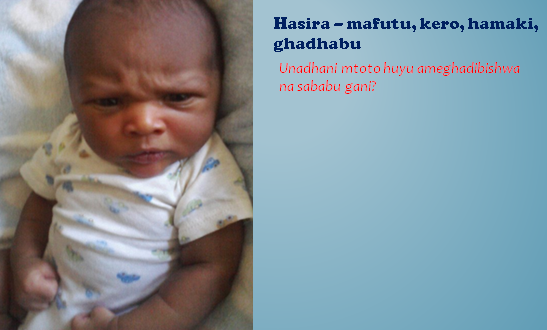 Hasira – mafutu, kero, hamaki,
ghadhabu
Unadhani mtoto huyu ameghadibishwa
na sababu gani?